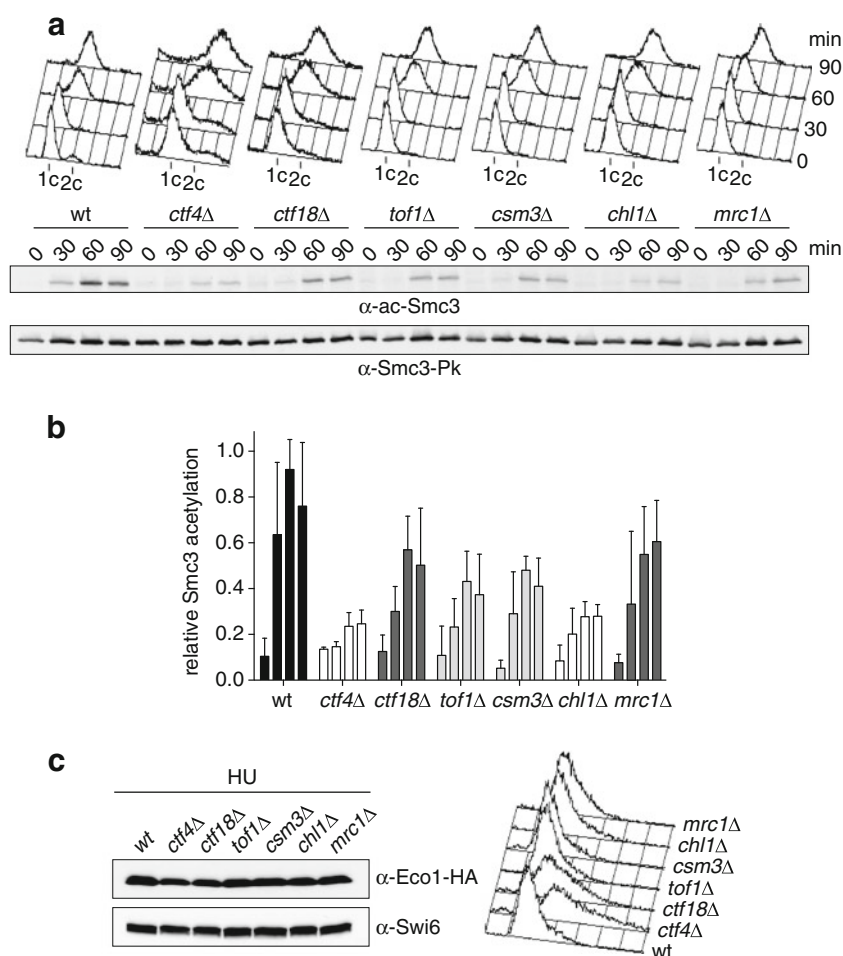 a
min
90
60
30
0
1c2c 1c2c 1c2c 1c2c 1c2c 1c2c 1c2c
wt ctf4Δ ctf18Δ tof1Δ csm3Δ chl1Δ mrc1Δ
0 30 60 90 0 30 60 90 0 30 60 90 0 30 60 90 0 30 60 90 0 30 60 90 0 30 60 90 min
α-ac-Smc3
α-Smc3-Pk
b
relative Smc3 acetylation
1.0
0.8
0.6
0.4
0.2
0.0
wt ctf4Δ ctf18Δ tof1Δ csm3Δ chl1Δ mrc1Δ
c
HU
wt ctf4Δ ctf18Δ tof1Δ csm3Δ chl1Δ mrc1Δ
α-Eco1-HA
α-Swi6
mrc1Δ
chl1Δ
csm3Δ
tof1Δ
ctf18Δ
ctf4Δ
wt